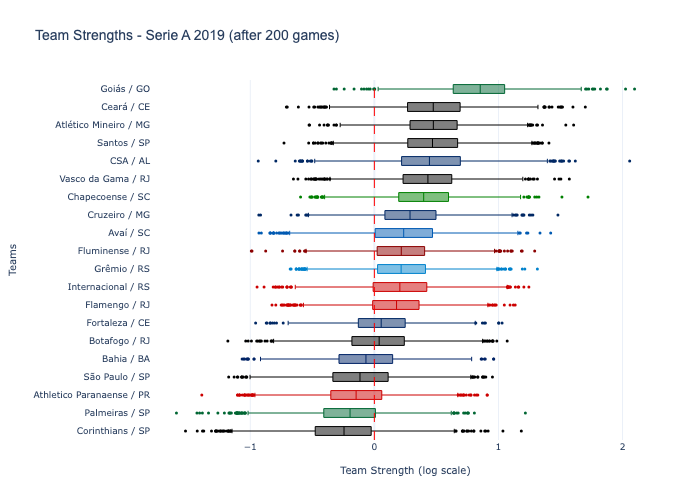 Team Strengths - Serie A 2019 (after 200 games)
Goiás / GO
Ceará / CE
Atlético Mineiro / MG
Santos / SP
CSA / AL
Vasco da Gama / RJ
Chapecoense / SC
Cruzeiro / MG
Avaí / SC
Fluminense / RJ
Grêmio / RS
Internacional / RS
Flamengo / RJ
Fortaleza / CE
Botafogo / RJ
Bahia / BA
São Paulo / SP
Athletico Paranaense / PR
Palmeiras / SP
Corinthians / SP
Teams
−1 0 1 2
Team Strength (log scale)